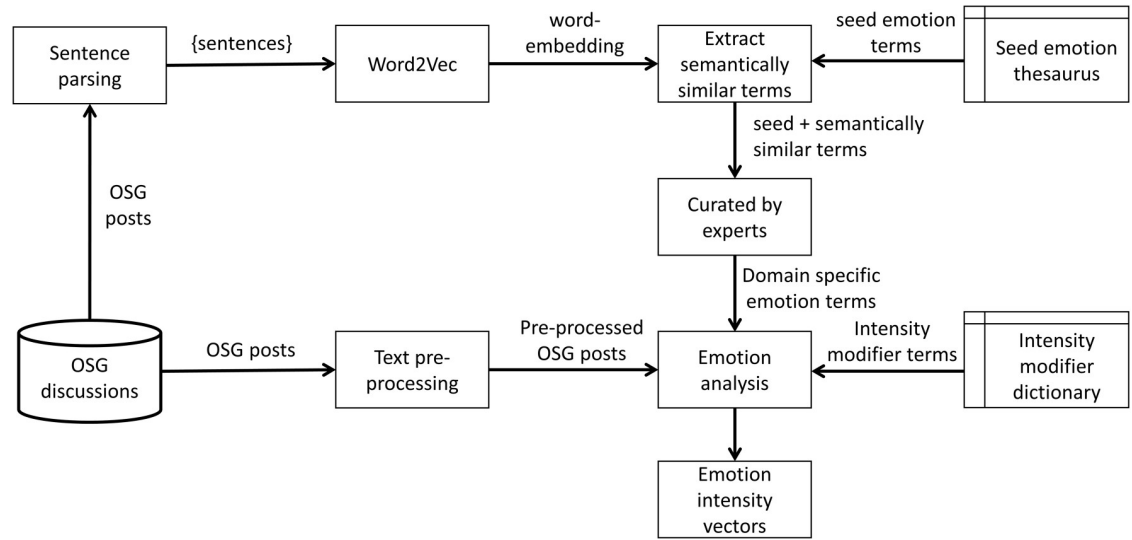 Sentence
parsing
{sentences}
Word2Vec
word-
embedding
Extract
semantically
similar terms
seed emotion
terms
Seed emotion
thesaurus
seed + semantically
similar terms
OSG
posts
Curated by
experts
Domain specific
emotion terms
OSG
discussions
OSG posts
Text pre-
processing
Pre-processed
OSG posts
Emotion
analysis
Intensity
modifier terms
Intensity
modifier
dictionary
Emotion
intensity
vectors